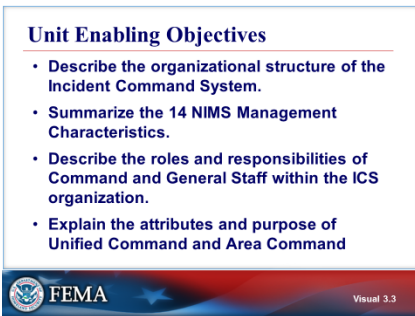 Unit Enabling Objectives
• Describe the organizational structure of the
Incident Command System.
• Summarize the 14 NIMS Management
Characteristics.
• Describe the roles and responsibilities of
Command and General Staff within the ICS
organization.
• Explain the attributes and purpose of
Unified Command and Area Command
FEMA
Visual 3.3